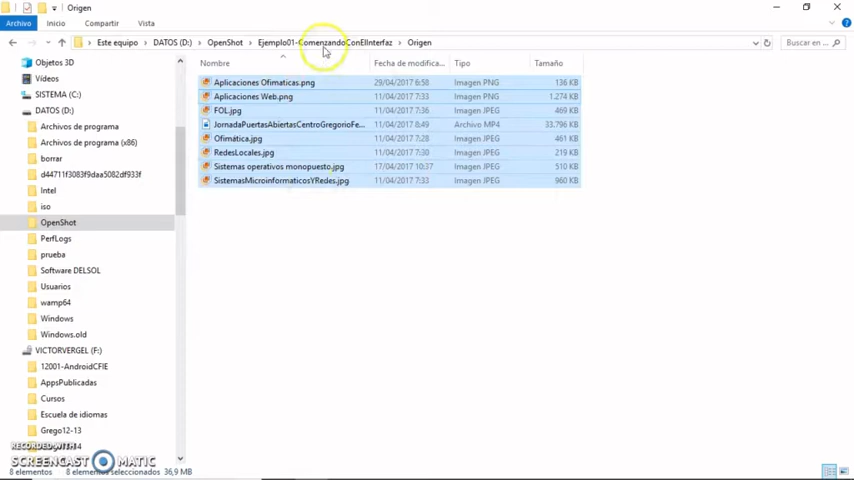 Origen
Archivo Inicio Compartir Vista
Este equipo > DATOS (D:) > OpenShot > Ejemplo01-ComenzandoConElInterfaz > Origen
Buscar en ...
Nombre Fecha de modifica... Tipo Tamaño
Objetos 3D
Vídeos
SISTEMA (C:)
DATOS (D:)
Archivos de programa
Archivos de programa (x86)
borrar
d44711f3083f9daa5082df933f
Intel
iso
OpenShot
PerfLogs
prueba
Software DELSOL
Usuarios
wamp64
Windows
Windows.old
VICTORVERGEL (F:)
12001-AndroidCFIE
AppsPublicadas
Cursos
Escuela de idiomas
Grego12-13
Aplicaciones Ofimaticas.png 29/04/2017 6:58 Imagen PNG 136 KB
Aplicaciones Web.png 11/04/2017 7:33 Imagen PNG 1.274 KB
FOL.jpg 11/04/2017 7:36 Imagen JPEG 469 KB
JornadaPuertasAbiertasCentroGregorioFe... 11/04/2017 8:49 Archivo MP4 33.796 KB
Ofimática.jpg 11/04/2017 7:28 Imagen JPEG 461 KB
RedesLocales.jpg 11/04/2017 7:30 Imagen JPEG 219 KB
Sistemas operativos monopuesto.jpg 17/04/2017 10:37 Imagen JPEG 510 KB
SistemasMicroinformaticosYRedes.jpg 11/04/2017 7:33 Imagen JPEG 960 KB
RECORDED WITH
SCREENCAST MATIC
8 elementos 8 elementos seleccionados 36,9 MB